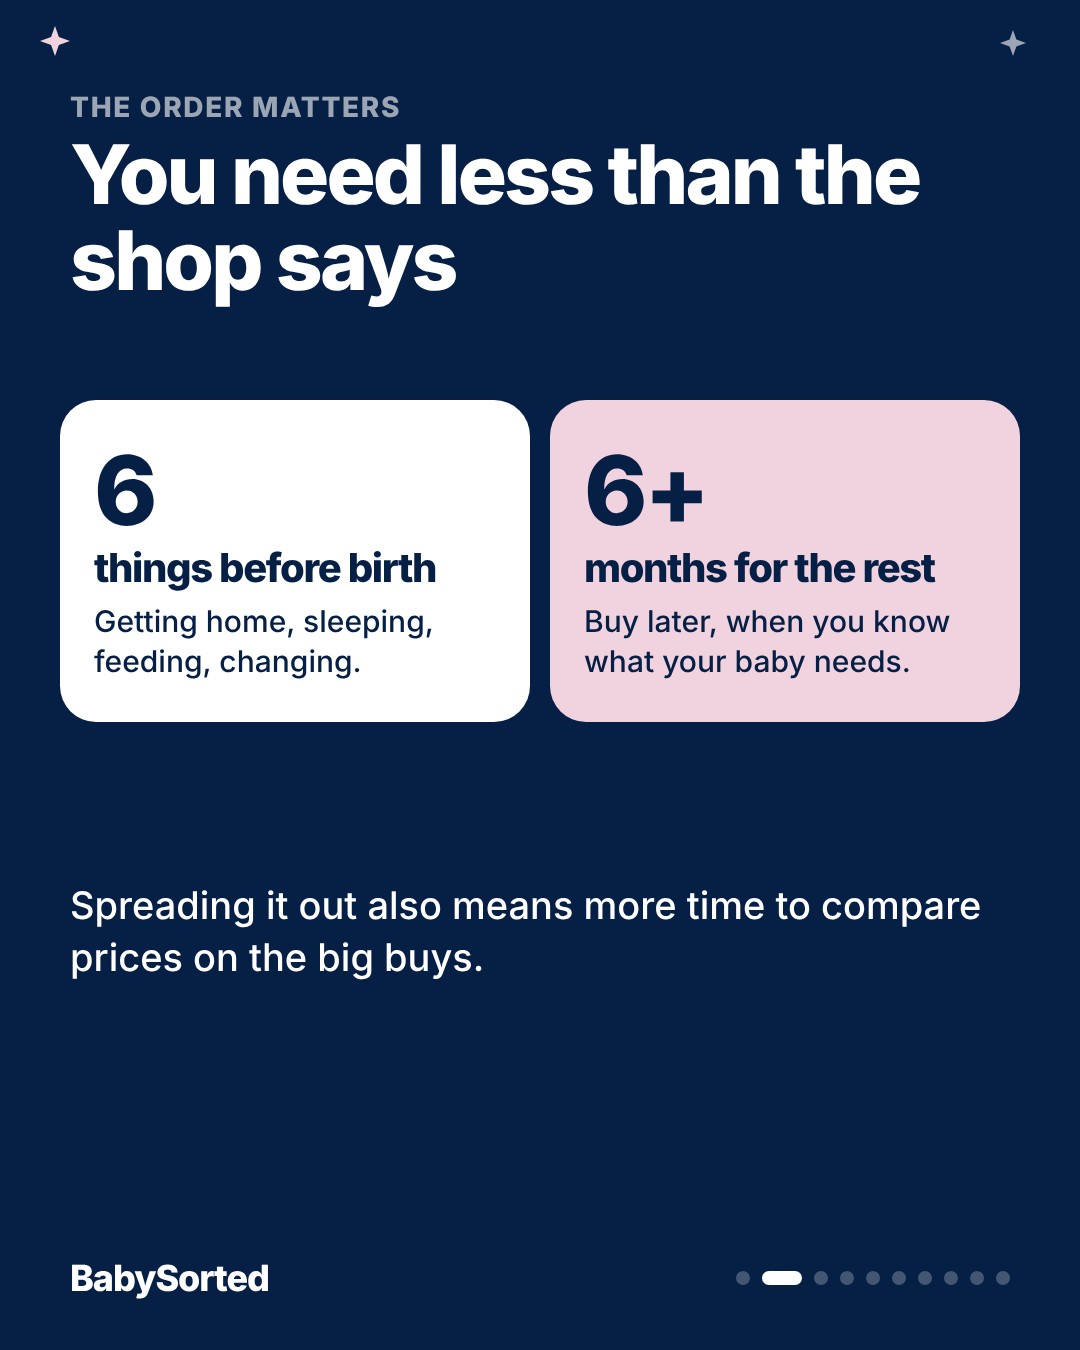 THE ORDER MATTERS
You need less than the
shop says
6
things before birth
Getting home, sleeping,
feeding, changing.
6+
months for the rest
Buy later, when you know
what your baby needs.
Spreading it out also means more time to compare
prices on the big buys.
BabySorted